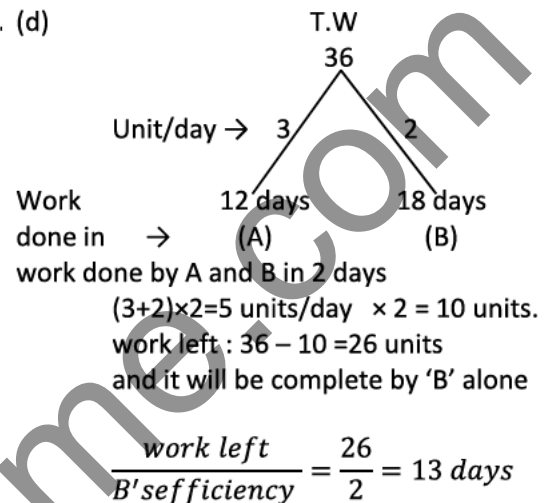 . (d)
T.W
36
Unit/day → 3 2
Work 12 days 18 days
done in → (A) (B)
work done by A and B in 2 days
(3+2)×2=5 units/day × 2 = 10 units.
work left : 36 – 10 =26 units
and it will be complete by ‘B’ alone
work left / B'sefficiency = 26/2 = 13 days